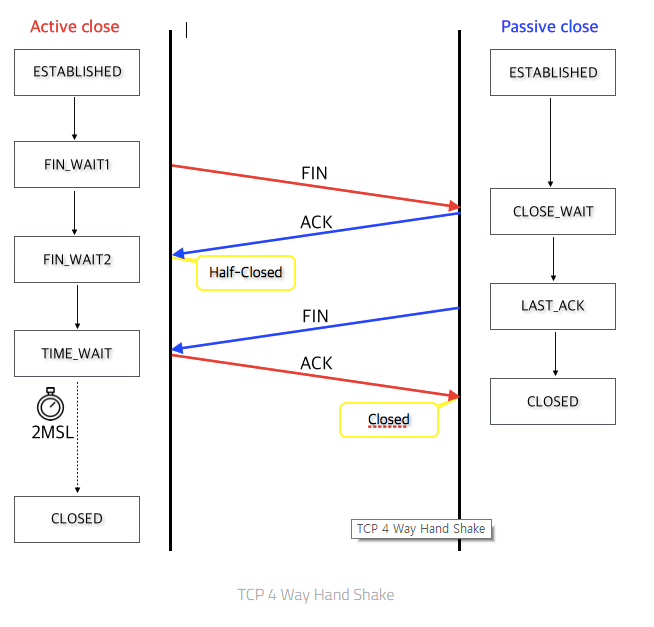 Active close
Passive close
ESTABLISHED
ESTABLISHED
FIN_WAIT1
FIN
CLOSE_WAIT
ACK
FIN_WAIT2
Half-Closed
LAST_ACK
FIN
TIME_WAIT
ACK
CLOSED
Closed
2MSL
CLOSED
TCP 4 Way Hand Shake
TCP 4 Way Hand Shake